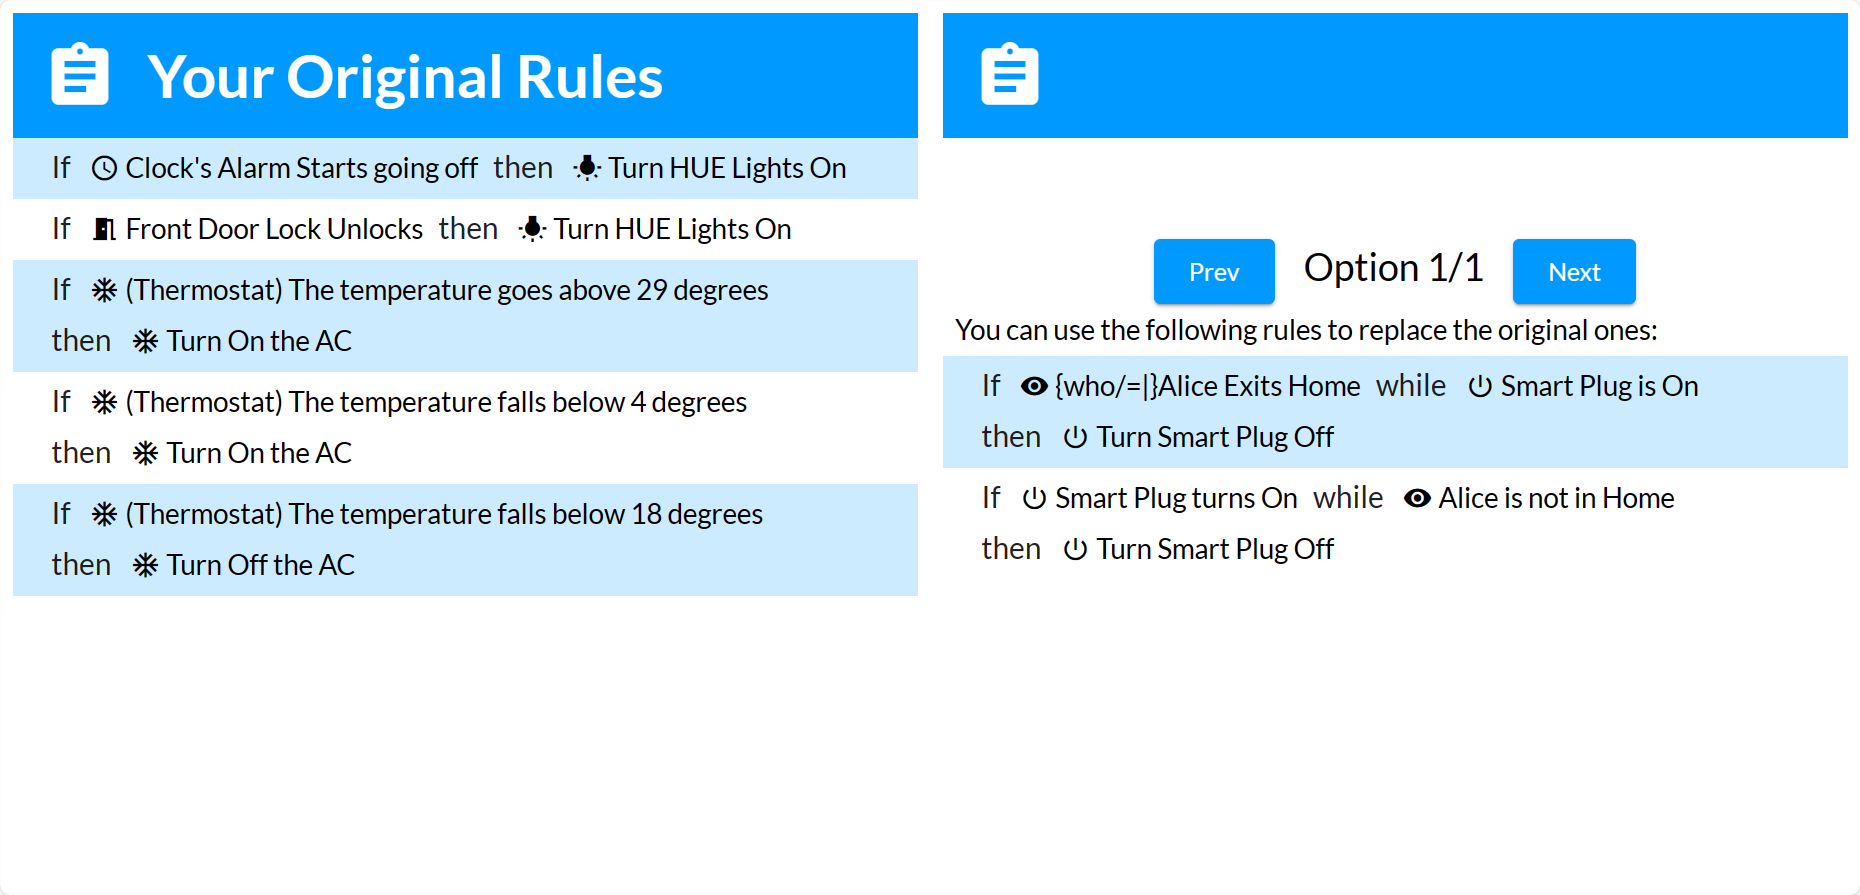 Your Original Rules
If Clock's Alarm Starts going off then Turn HUE Lights On
If Front Door Lock Unlocks then Turn HUE Lights On
If (Thermostat) The temperature goes above 29 degrees
then Turn On the AC
If (Thermostat) The temperature falls below 4 degrees
then Turn On the AC
If (Thermostat) The temperature falls below 18 degrees
then Turn Off the AC
Prev Option 1/1 Next
You can use the following rules to replace the original ones:
If {who/=|}Alice Exits Home while Smart Plug is On
then Turn Smart Plug Off
If Smart Plug turns On while Alice is not in Home
then Turn Smart Plug Off